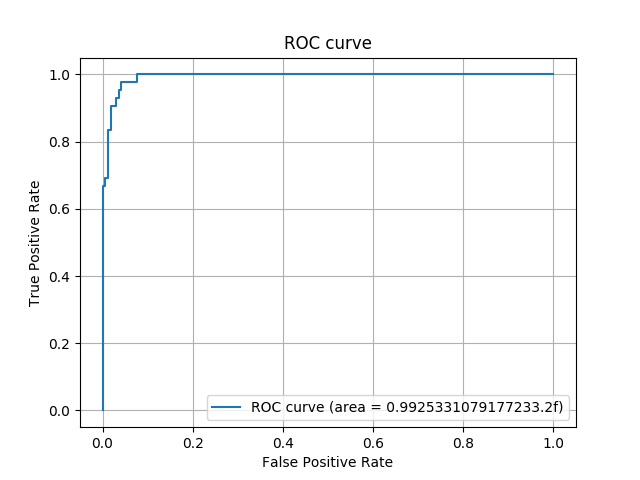 ROC curve
1.0
0.8
0.6
0.4
0.2
0.0
True Positive Rate
ROC curve (area = 0.9925331079177233.2f)
0.0 0.2 0.4 0.6 0.8 1.0
False Positive Rate